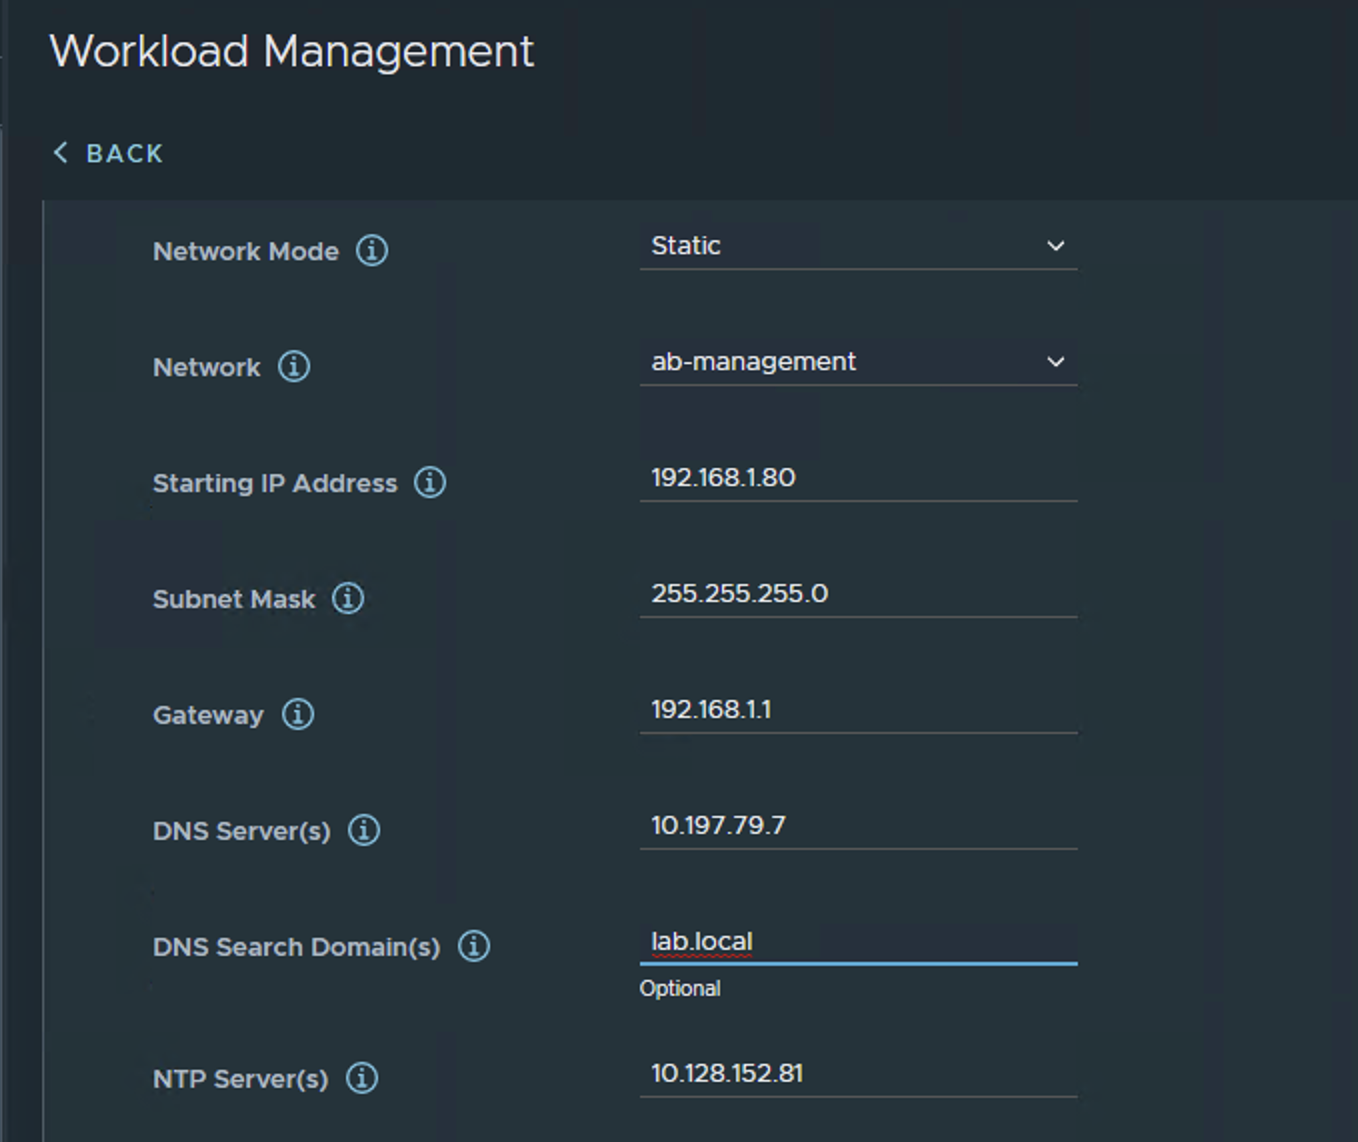 Workload Management
BACK
Network Mode Static
Network ab-management
Starting IP Address 192.168.1.80
Subnet Mask 255.255.255.0
Gateway 192.168.1.1
DNS Server(s) 10.197.79.7
DNS Search Domain(s) lab.local
Optional
NTP Server(s) 10.128.152.81